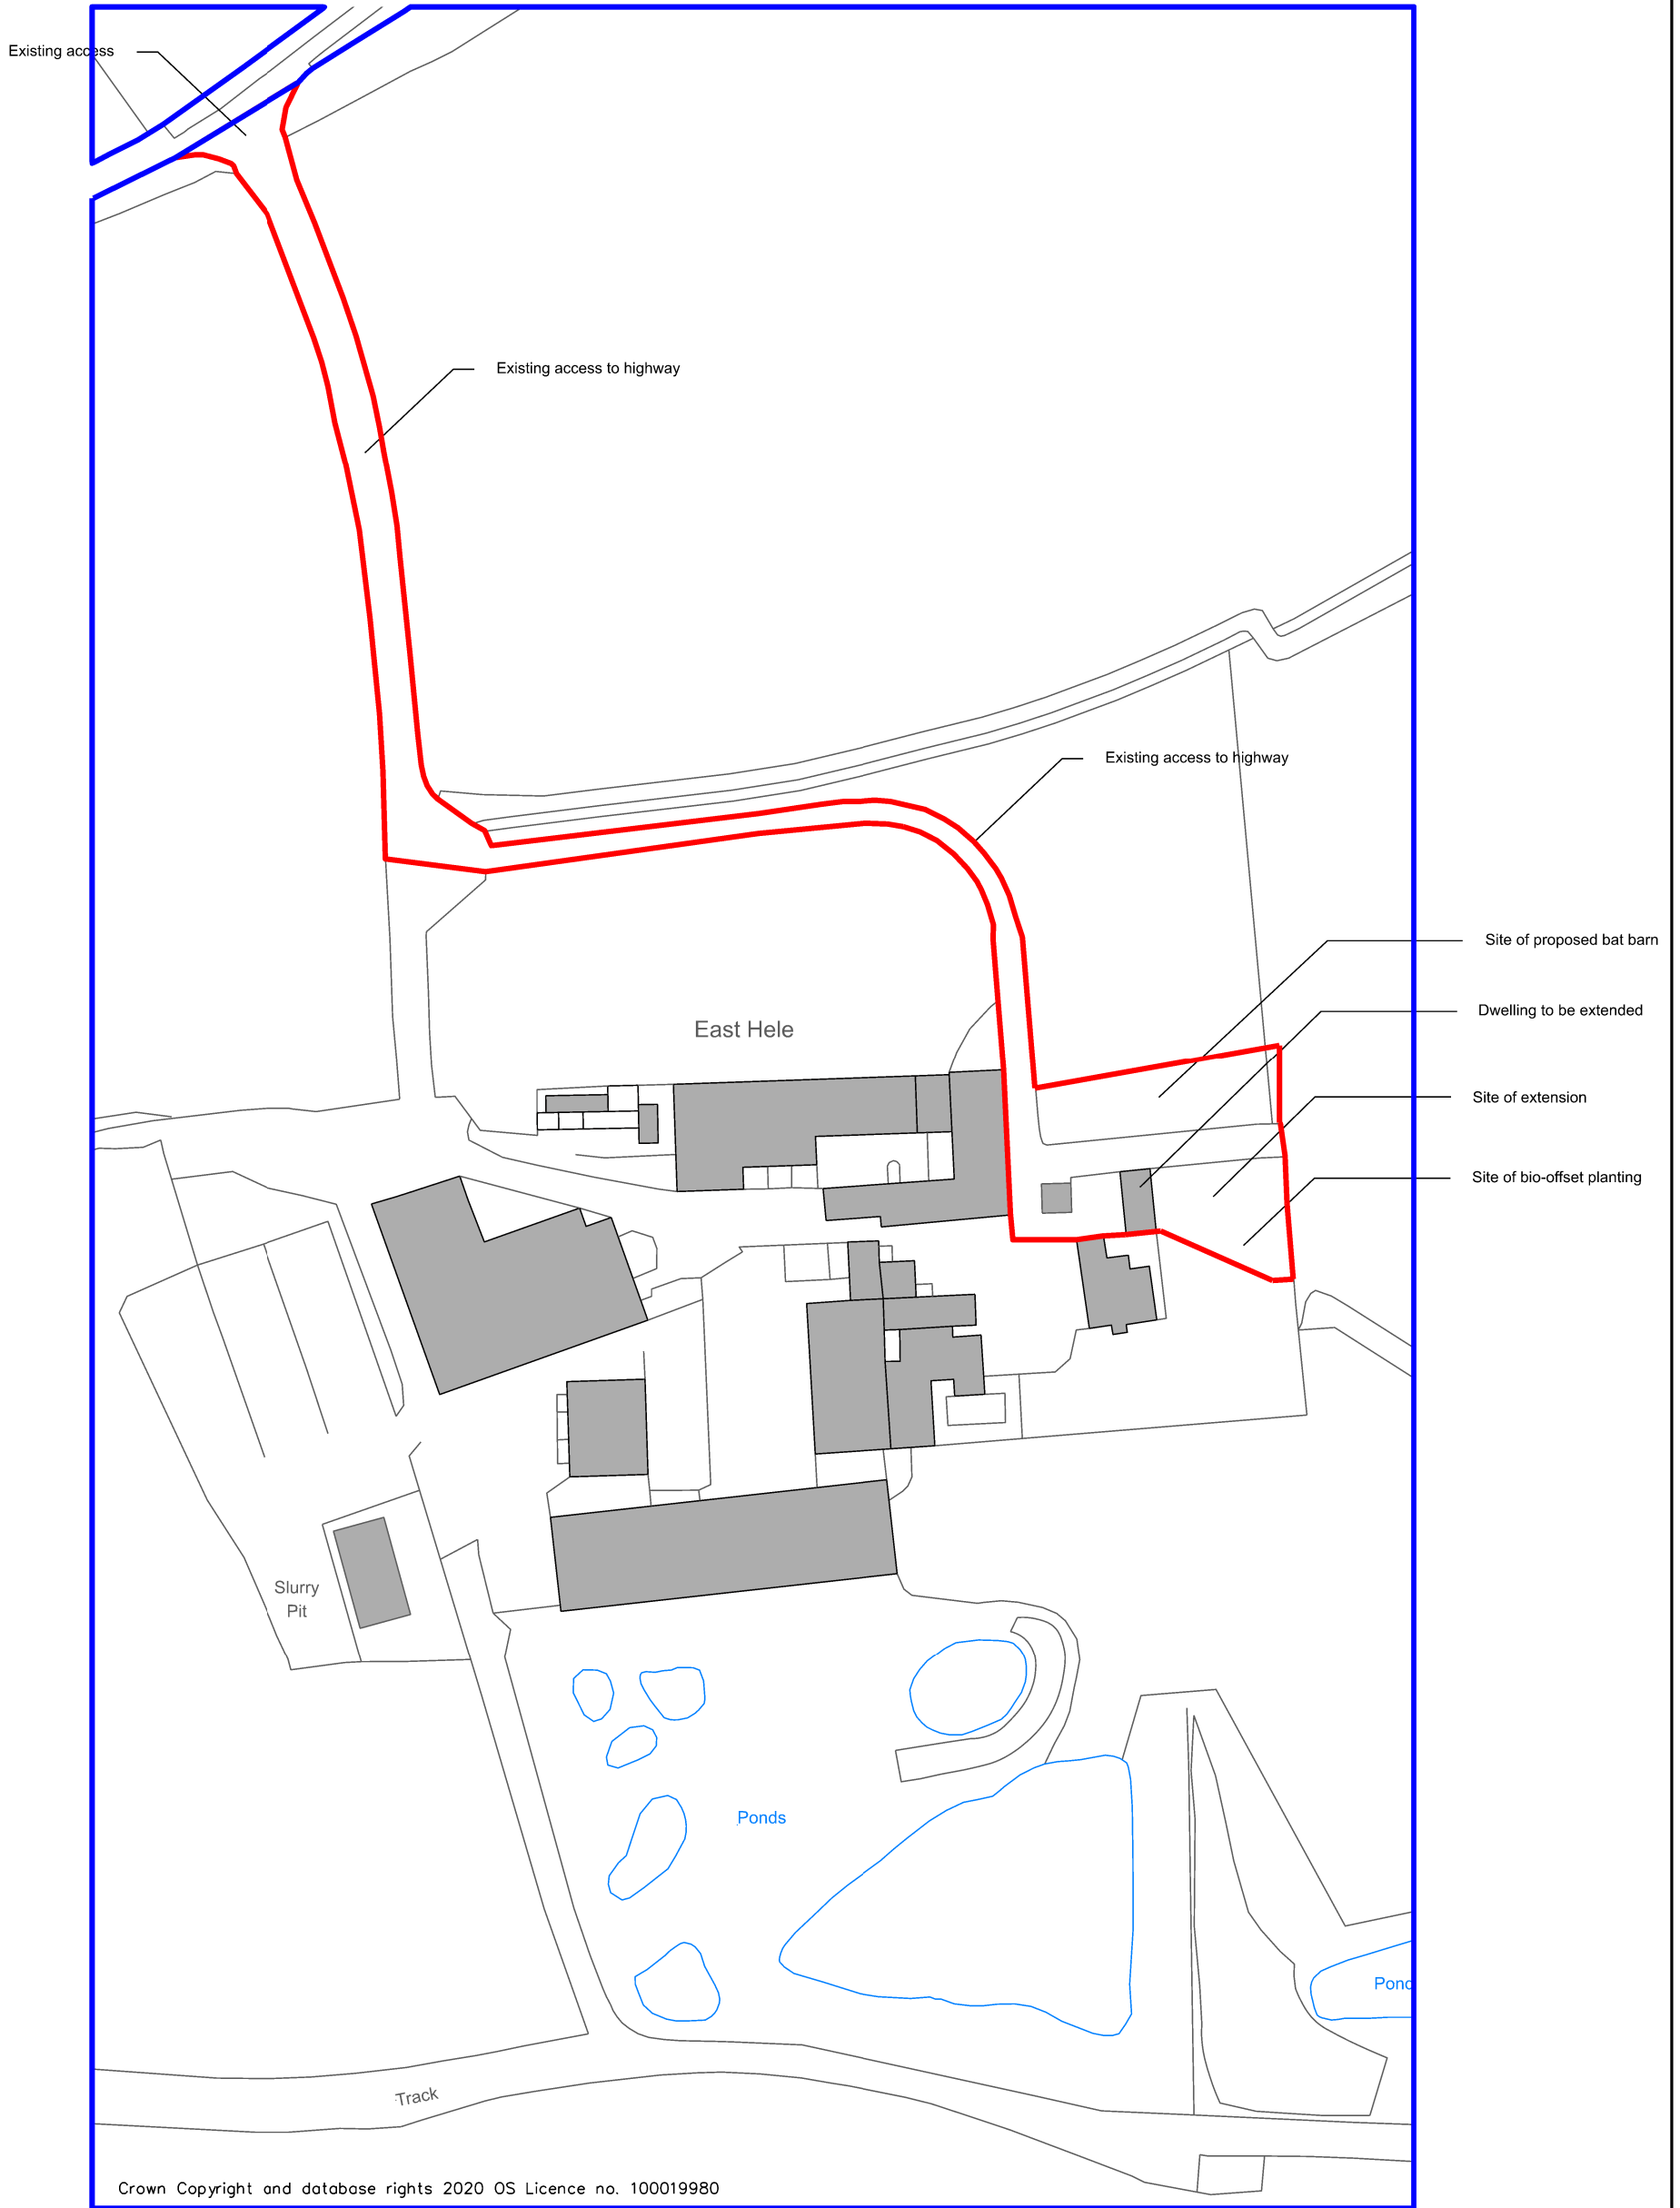 Existing access
Existing access to highway
Existing access to highway
Site of proposed bat barn
Dwelling to be extended
East Hele
Site of extension
Site of bio-offset planting
Slurry
Pit
Ponds
Pond
Track
Crown Copyright and database rights 2020 OS Licence no. 100019980